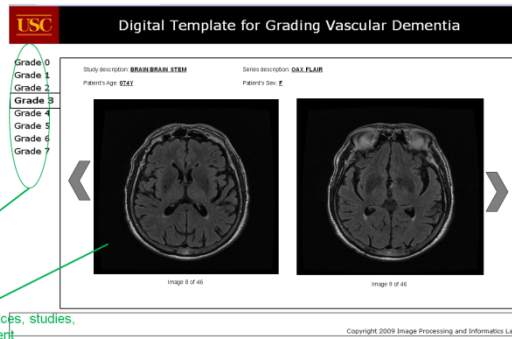 USC
Digital Template for Grading Vascular Dementia
Grade 0
Grade 1
Grade 2
Grade 3
Grade 4
Grade 5
Grade 6
Grade 7
Study description: BRAIN/BRAIN STEM
Series description: OAX FLAIR
Patient's Age: 074Y
Patient's Sex: F
Image 8 of 46
Image 9 of 46
ces, studies,
ent
Copyright 2009 Image Processing and Informatics La